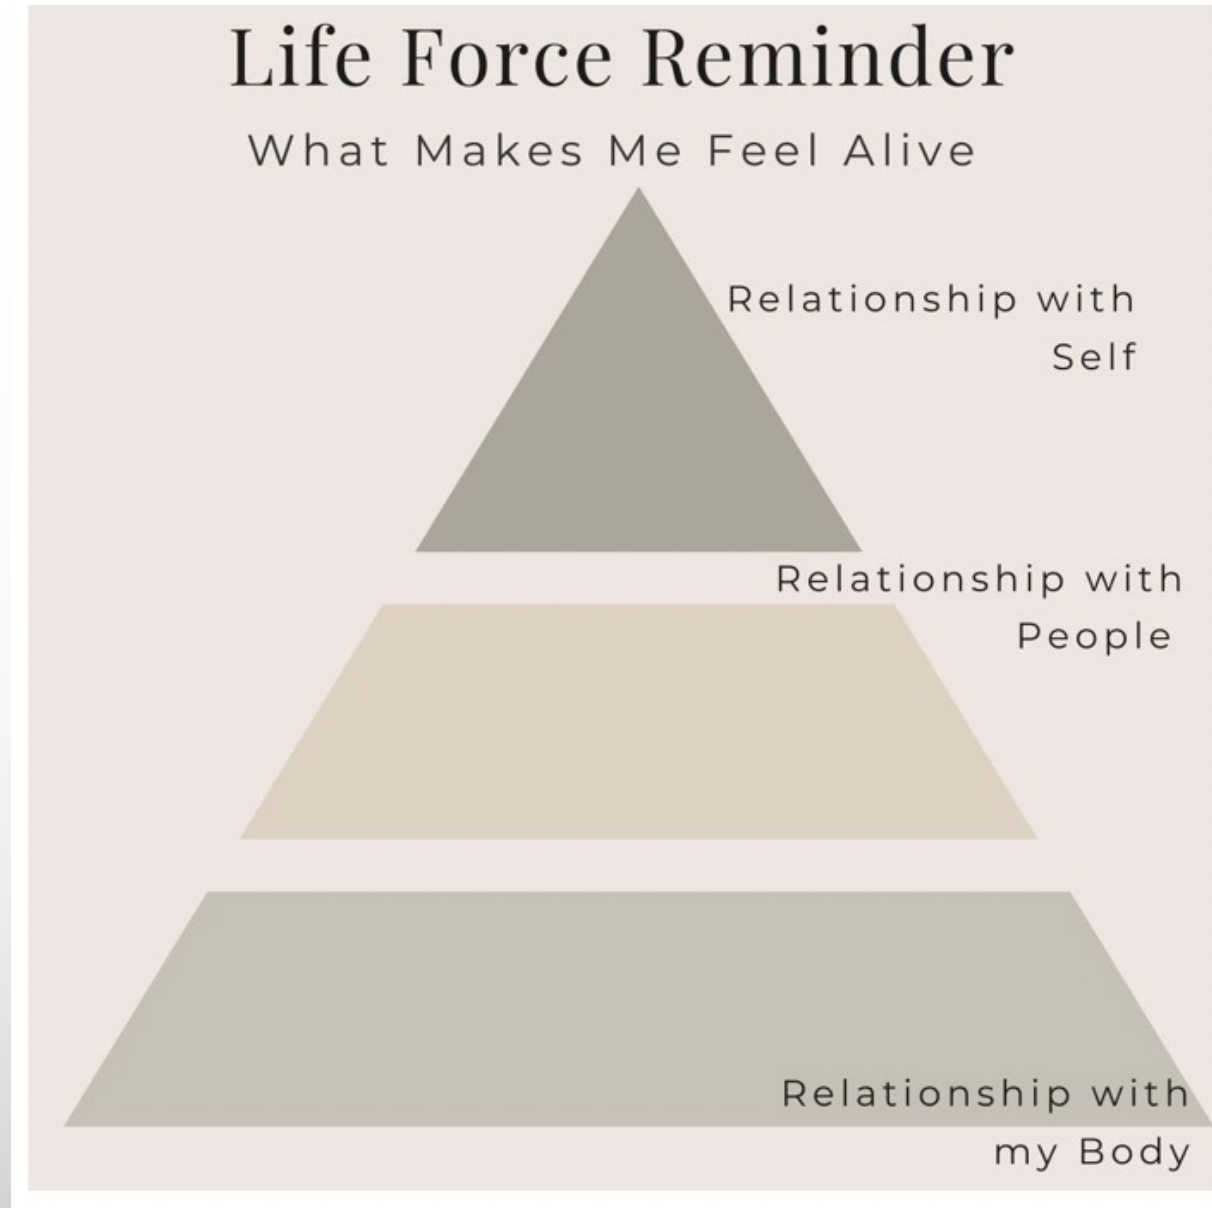 Life Force Reminder
What Makes Me Feel Alive
Relationship with
Self
Relationship with
People
Relationship with
my Body